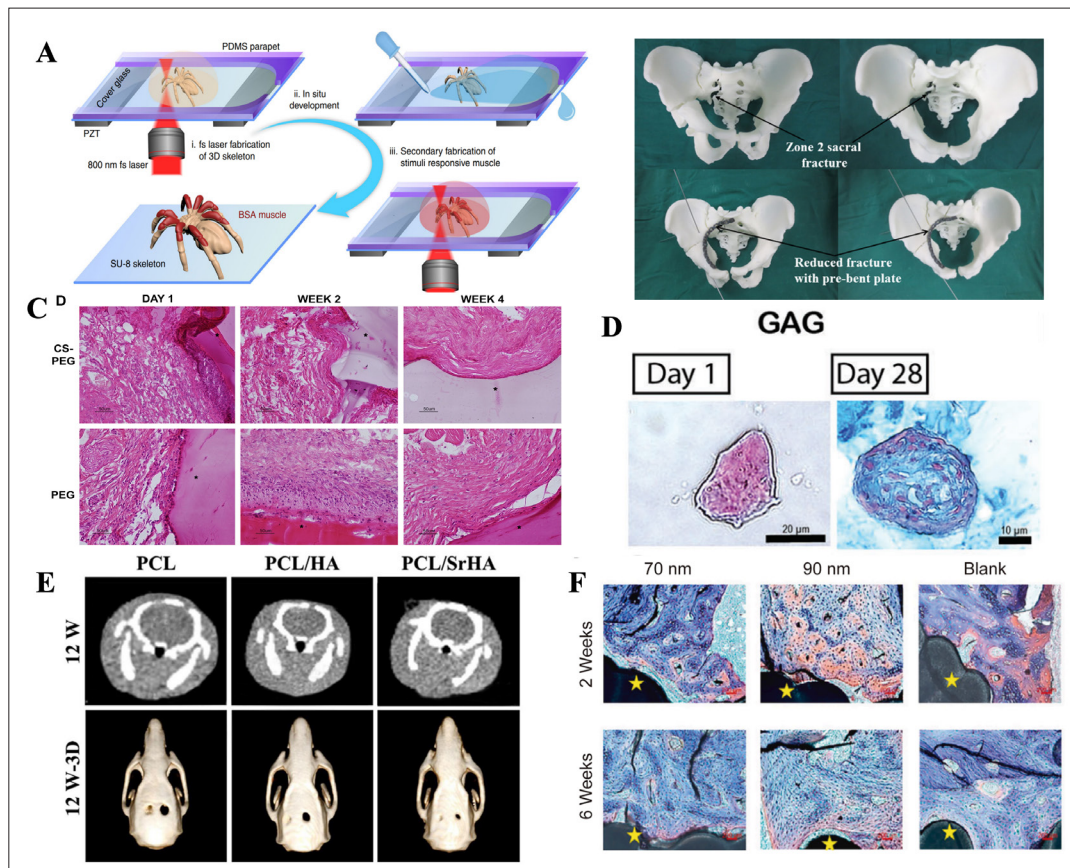 A
PDMS parapet
Cover glass
PZT
800 nm fs laser
i. fs laser fabrication
of 3D skeleton
ii. In situ
development
iii. Secondary fabrication of
stimuli responsive muscle
BSA muscle
SU-8 skeleton
Zone 2 sacral
fracture
Reduced fracture
with pre-bent plate
C
D
DAY 1
WEEK 2
WEEK 4
CS-
PEG
PEG
D
GAG
Day 1
Day 28
20 µm
10 µm
E
PCL
PCL/HA
PCL/SrHA
12 W
12 W-3D
F
70 nm
90 nm
Blank
2 Weeks
6 Weeks